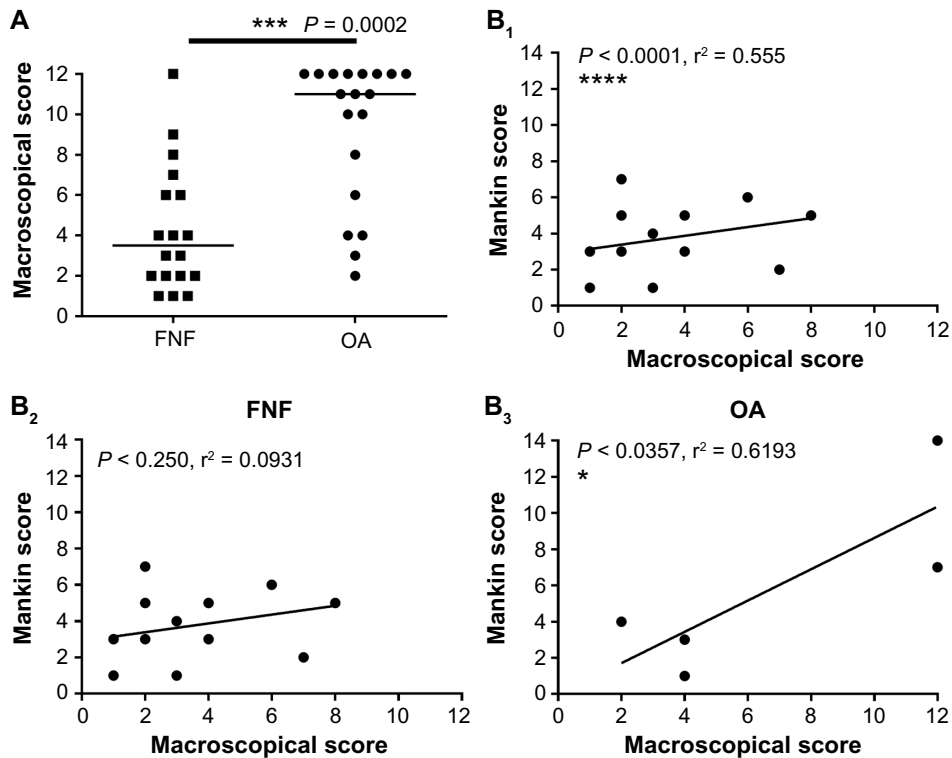 A
*** P = 0.0002
Macroscopical score
12
10
8
6
4
2
0
FNF OA
B1
P < 0.0001, r² = 0.555
****
Mankin score
14
12
10
8
6
4
2
0
0 2 4 6 8 10 12
Macroscopical score
B2
FNF
P < 0.250, r² = 0.0931
Mankin score
14
12
10
8
6
4
2
0
0 2 4 6 8 10 12
Macroscopical score
B3
OA
P < 0.0357, r² = 0.6193
*
Mankin score
14
12
10
8
6
4
2
0
0 2 4 6 8 10 12
Macroscopical score